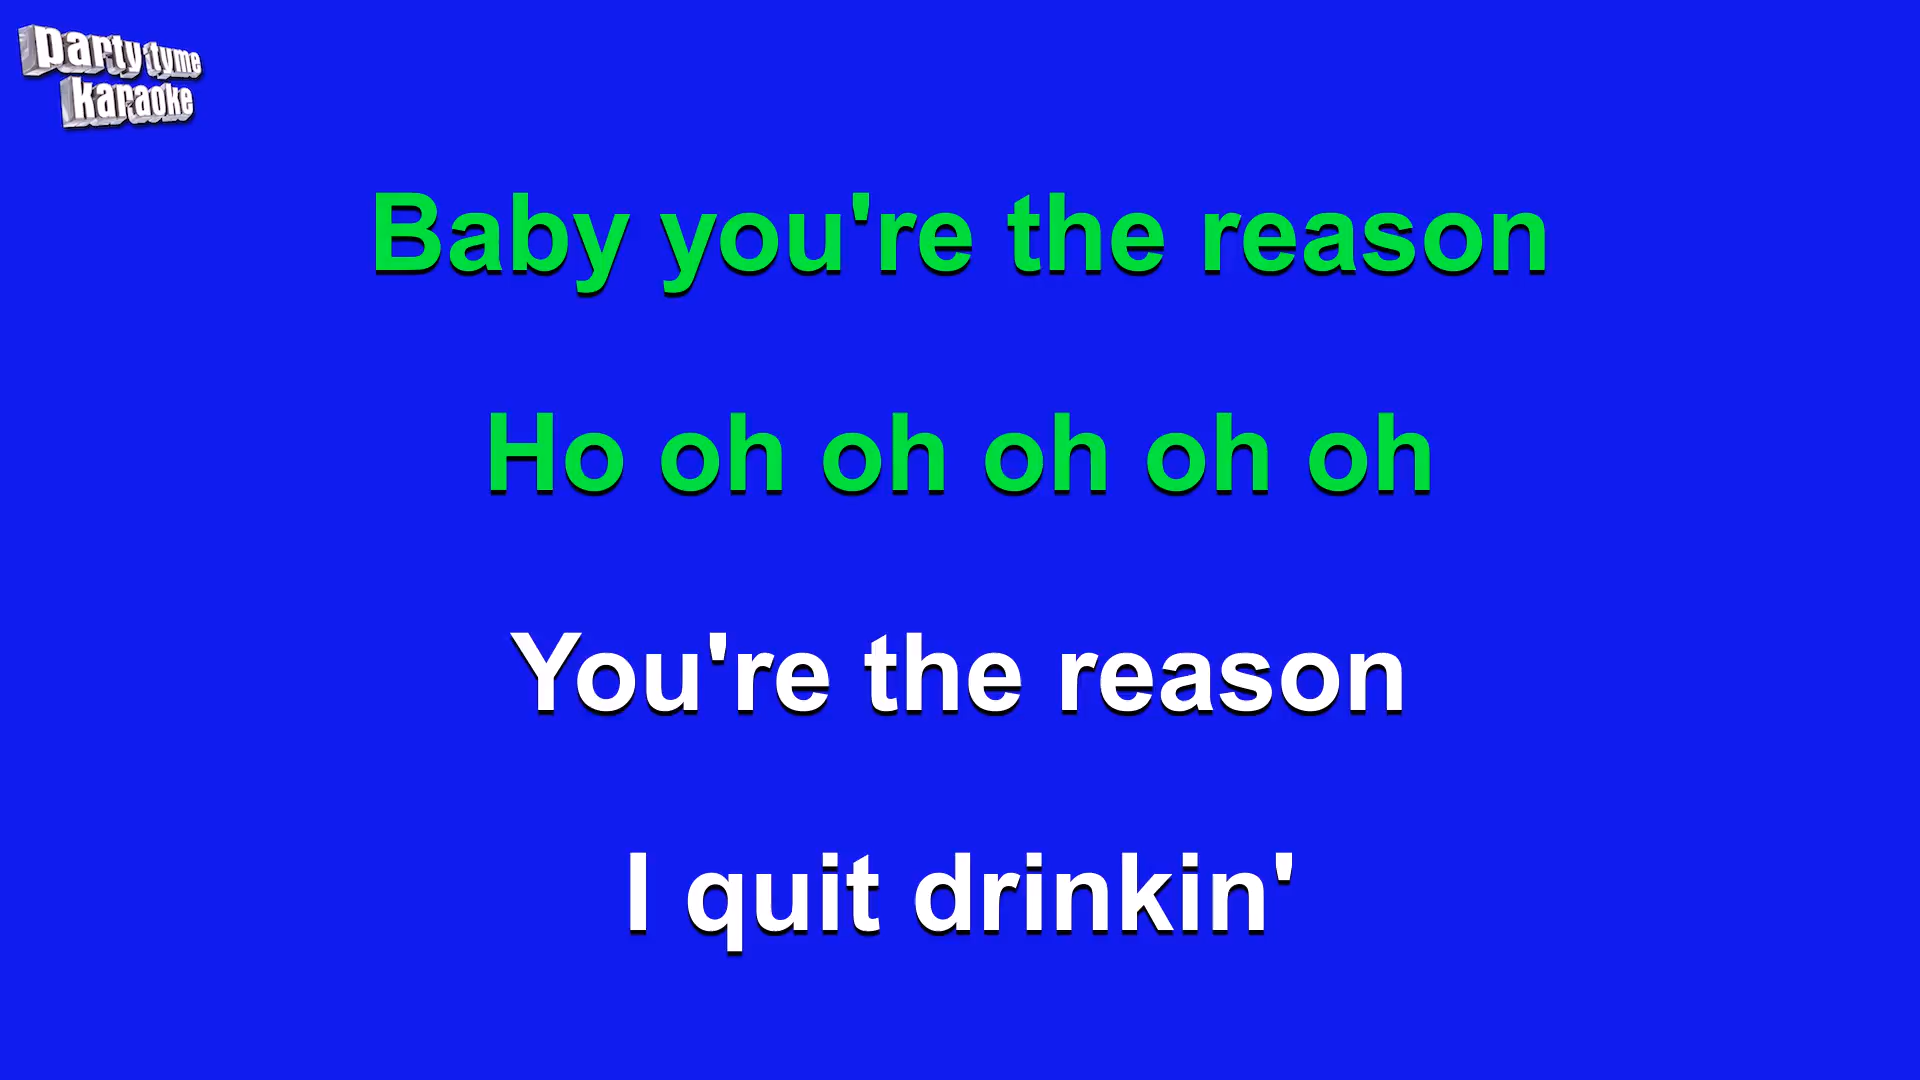 party tyme
karaoke
Baby you're the reason
Ho oh oh oh oh oh
You're the reason
I quit drinkin'